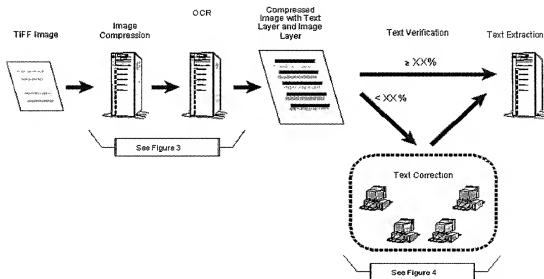 TiFF Image
Image
Compression
OCR
Compressed
Image with Text
Layer and Image
Layer
Text Verification
Text Extraction
≥ XX%
< XX%
See Figure 3
Text Correction
See Figure 4